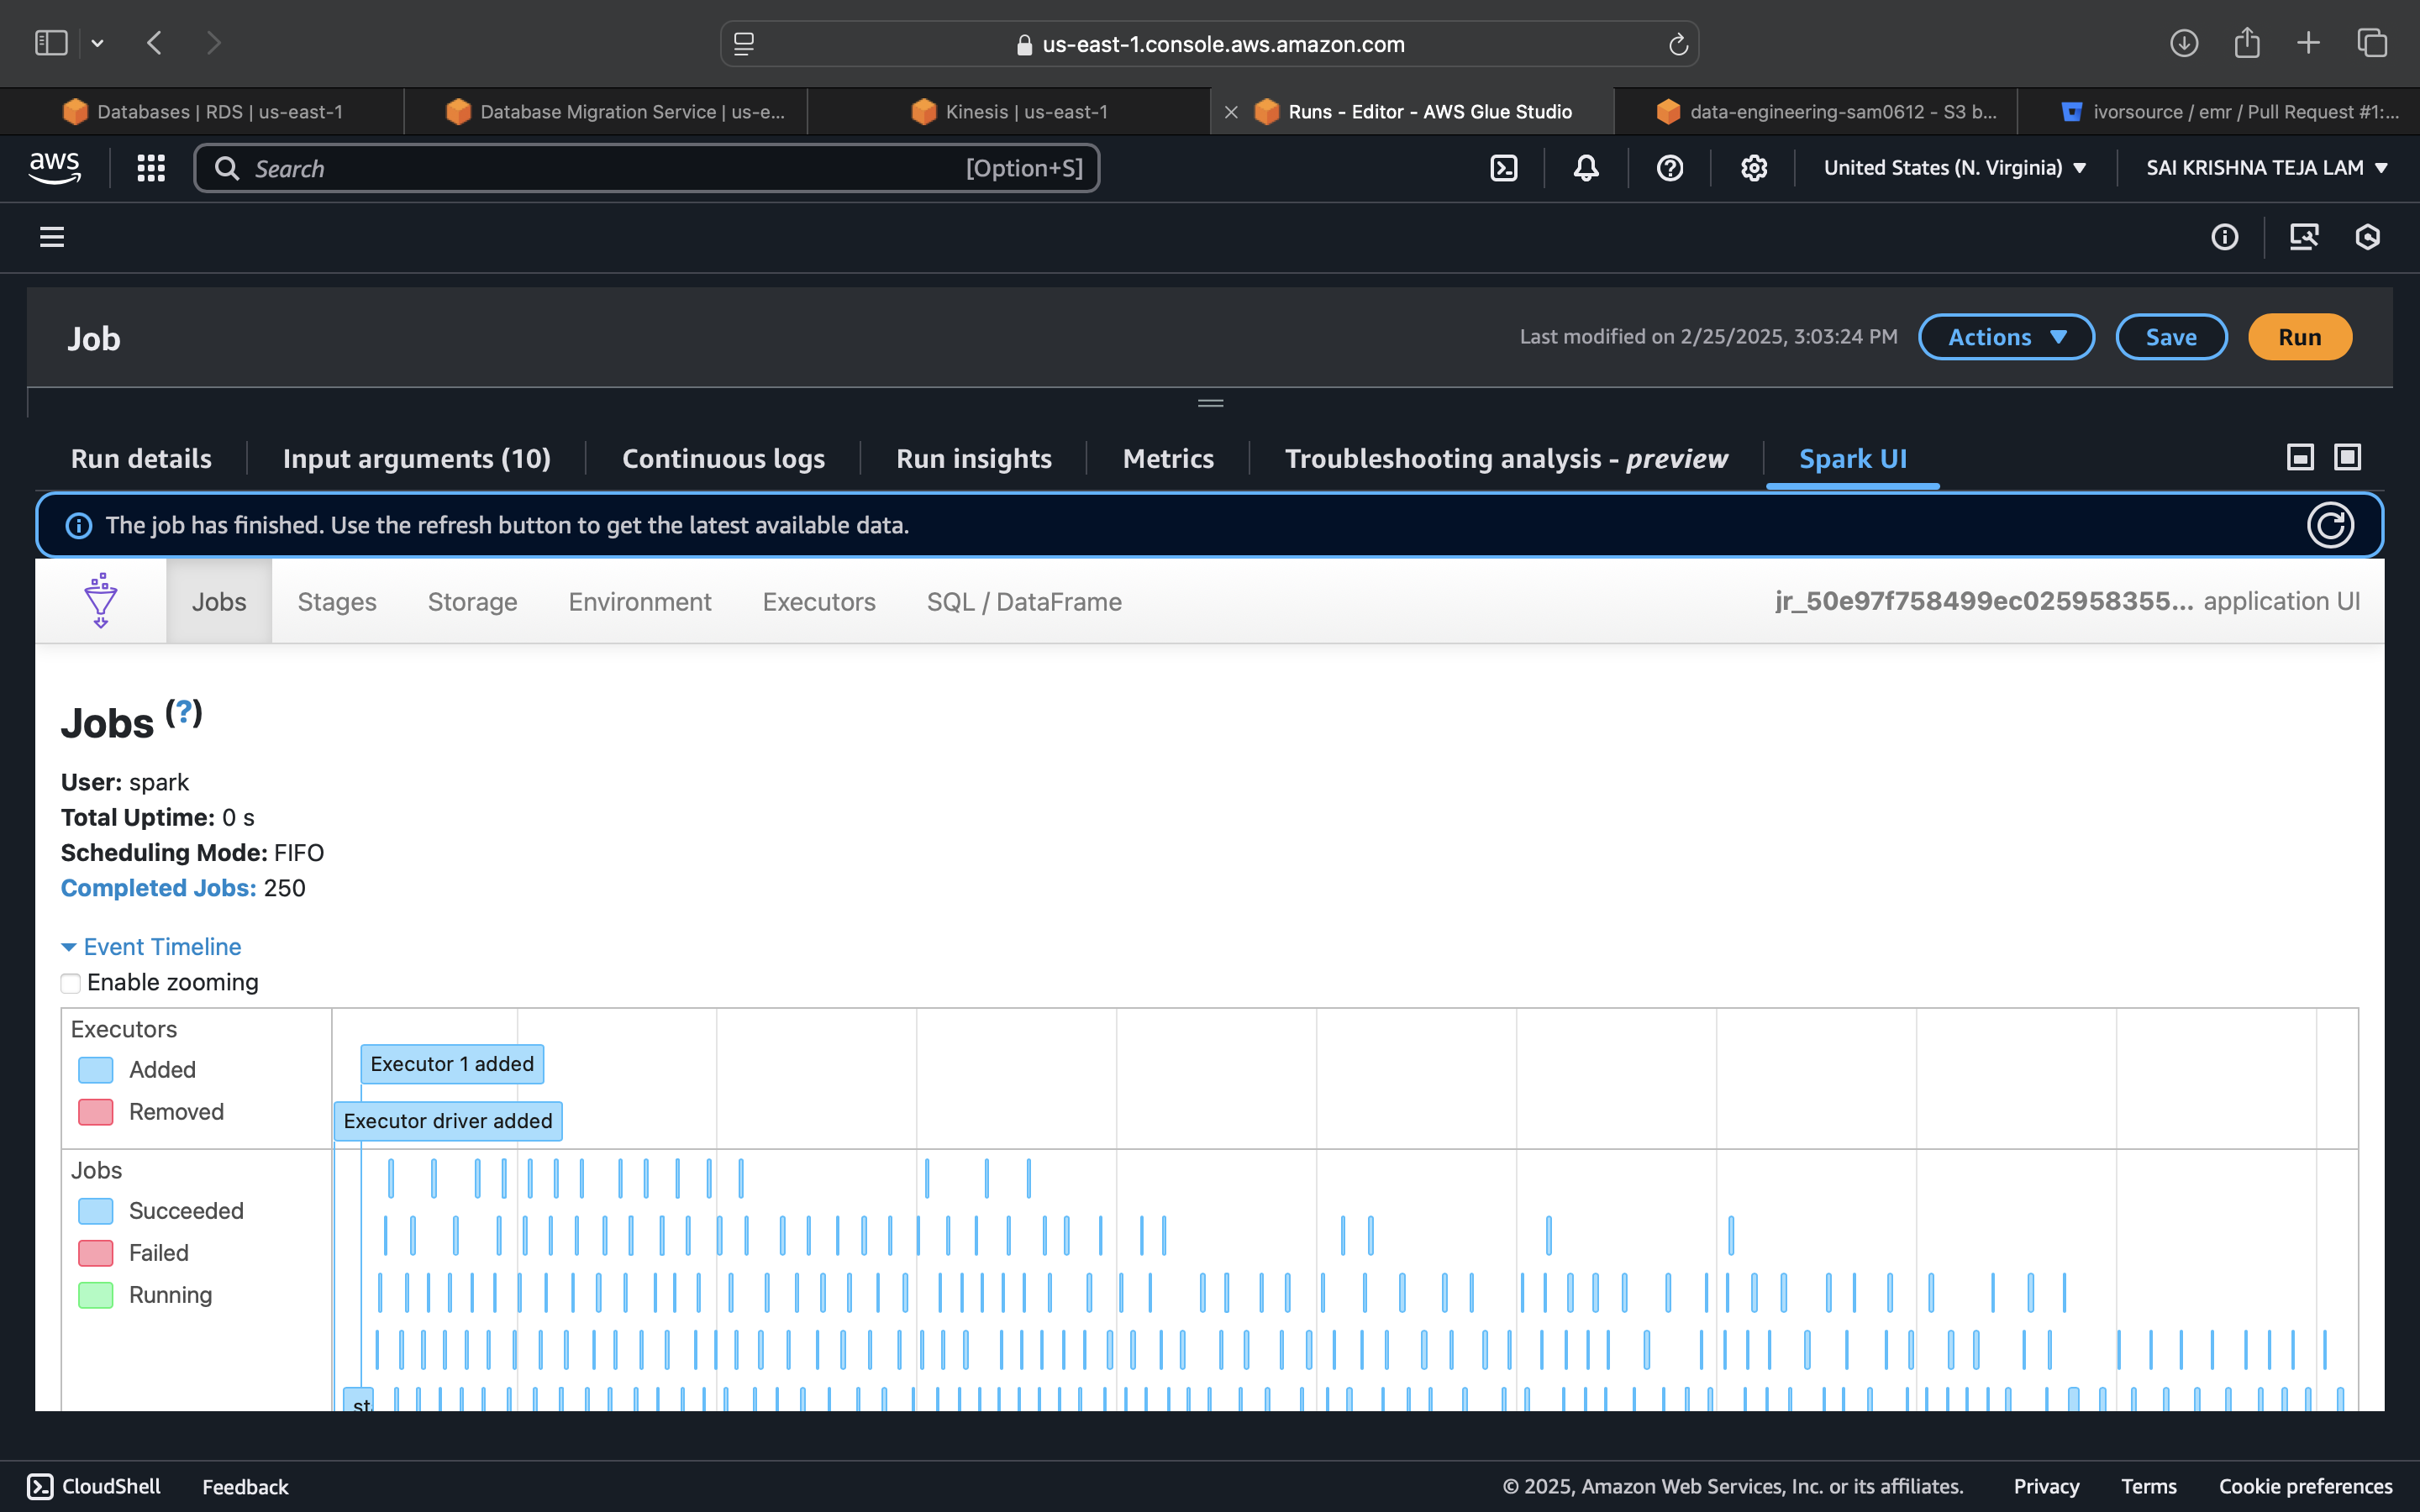 us-east-1.console.aws.amazon.com
Databases | RDS | us-east-1
Database Migration Service | us-e...
Kinesis | us-east-1
Runs - Editor - AWS Glue Studio
data-engineering-sam0612 - S3 b...
ivorsource / emr / Pull Request #1:...
aws
Search
[Option+S]
United States (N. Virginia)
SAI KRISHNA TEJA LAM
Job
Last modified on 2/25/2025, 3:03:24 PM
Actions
Save
Run
Run details
Input arguments (10)
Continuous logs
Run insights
Metrics
Troubleshooting analysis - preview
Spark UI
The job has finished. Use the refresh button to get the latest available data.
Jobs
Stages
Storage
Environment
Executors
SQL / DataFrame
jr_50e97f758499ec025958355... application UI
Jobs (?)
User: spark
Total Uptime: 0 s
Scheduling Mode: FIFO
Completed Jobs: 250
Event Timeline
Enable zooming
Executors
Added
Removed
Executor 1 added
Executor driver added
Jobs
Succeeded
Failed
Running
st
CloudShell
Feedback
© 2025, Amazon Web Services, Inc. or its affiliates.
Privacy
Terms
Cookie preferences